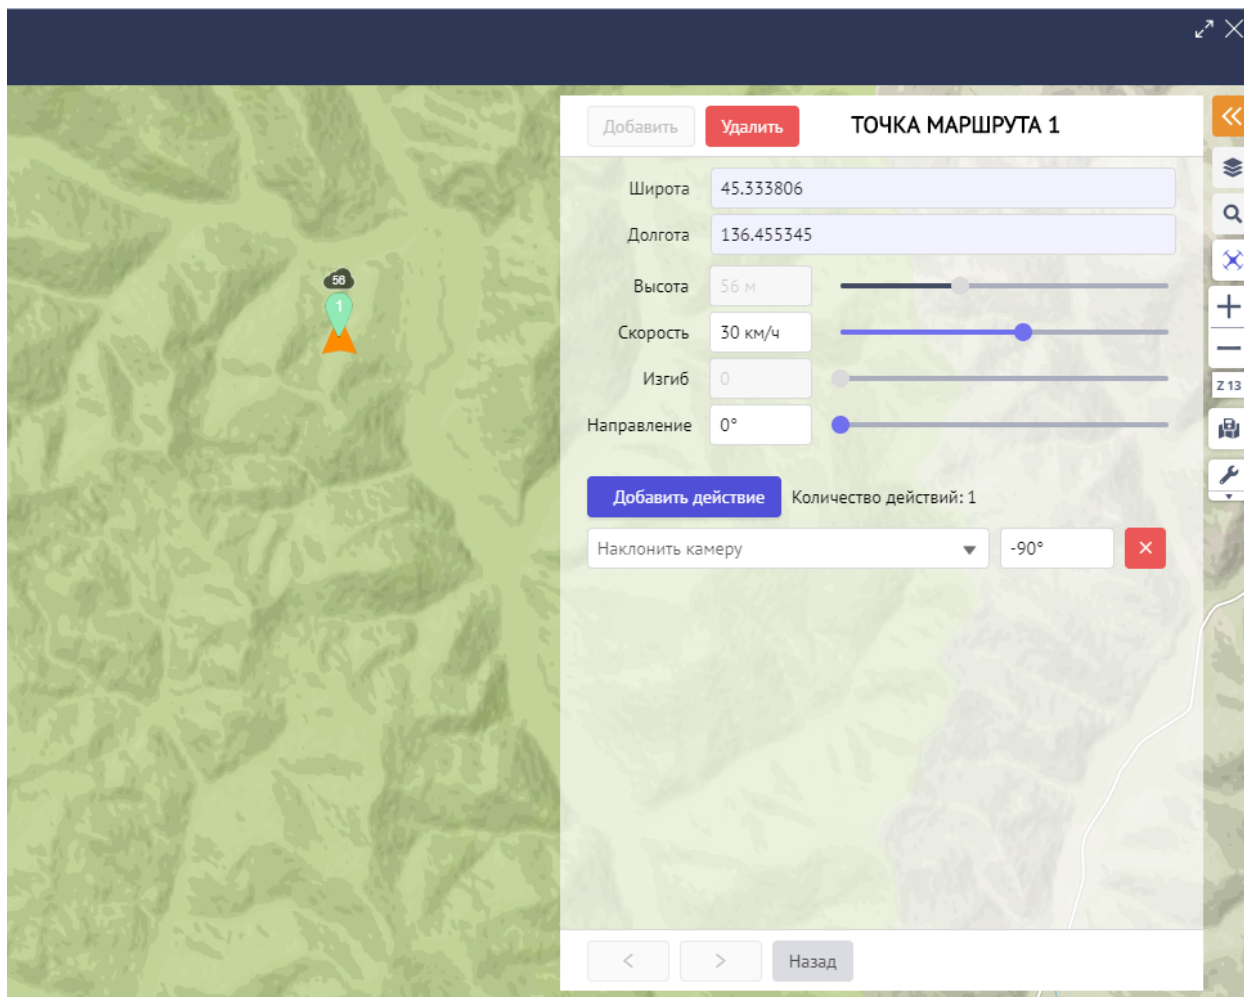 Добавить Удалить ТОЧКА МАРШРУТА 1
Широта 45.333806
Долгота 136.455345
56
1
Высота 56 м
Скорость 30 км/ч
Изгиб 0
Z 13
Направление 0°
Добавить действие Количество действий: 1
Наклонить камеру -90°
Назад